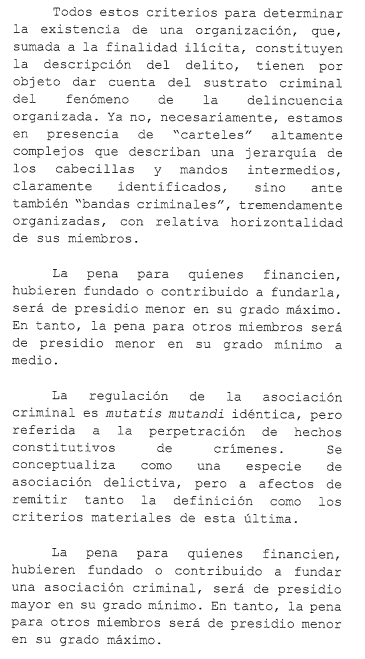 Todos estos criterios para determinar
la existencia de una organización, que,
sumada a la finalidad ilícita, constituyen
la descripción del delito, tienen por
objeto dar cuenta del sustrato criminal
del fenómeno de la delincuencia
organizada. Ya no, necesariamente, estamos
en presencia de "carteles" altamente
complejos que describan una jerarquía de
los cabecillas y mandos intermedios,
claramente identificados, sino ante
también "bandas criminales", tremendamente
organizadas, con relativa horizontalidad
de sus miembros.
La pena para quienes financien,
hubieren fundado o contribuido a fundarla,
será de presidio menor en su grado máximo.
En tanto, la pena para otros miembros será
de presidio menor en su grado mínimo a
medio.
La regulación de la asociación
criminal es mutatis mutandi idéntica, pero
referida a la perpetración de hechos
constitutivos de crímenes. Se
conceptualiza como una especie de
asociación delictiva, pero a afectos de
remitir tanto la definición como los
criterios materiales de esta última.
La pena para quienes financien,
hubieren fundado o contribuido a fundar
una asociación criminal, será de presidio
mayor en su grado mínimo. En tanto, la pena
para otros miembros será de presidio menor
en su grado máximo.